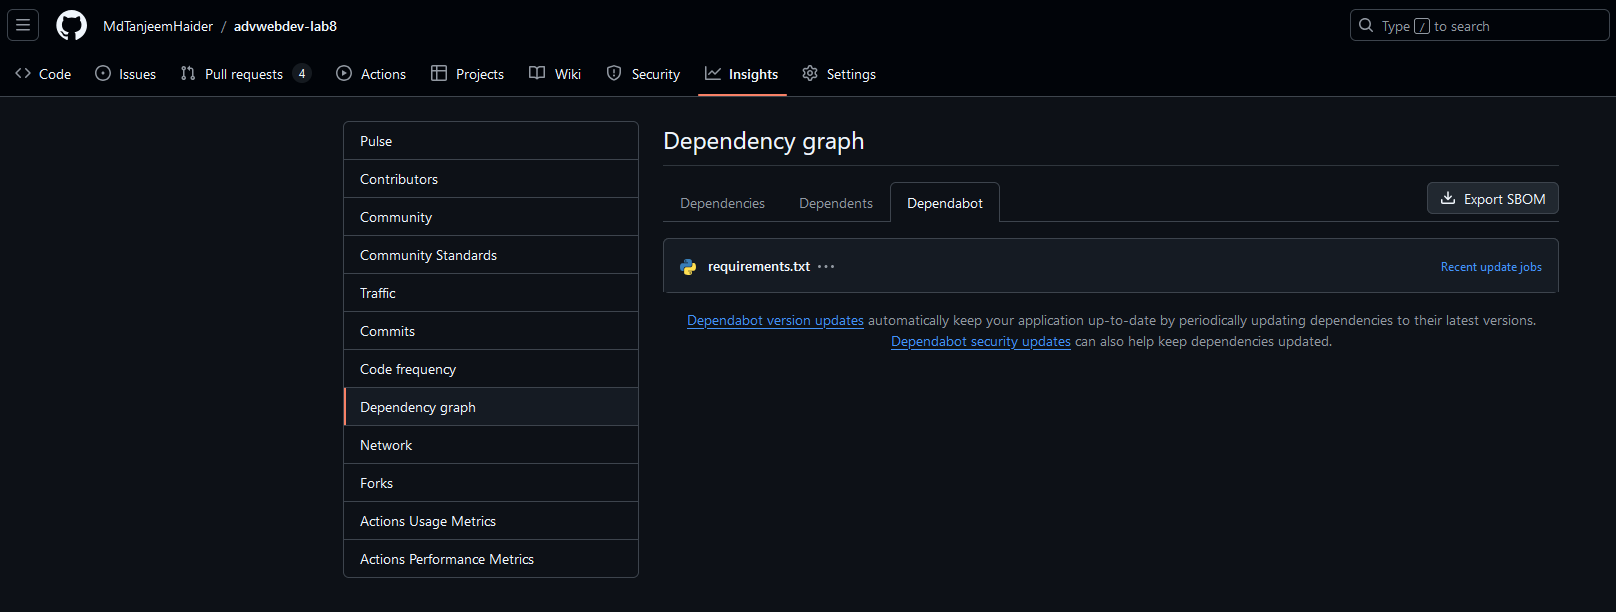 MdTanjeemHaider / advwebdev-lab8
Type / to search
Code Issues Pull requests 4 Actions Projects Wiki Security Insights Settings
Pulse
Contributors
Community
Community Standards
Traffic
Commits
Code frequency
Dependency graph
Network
Forks
Actions Usage Metrics
Actions Performance Metrics
Dependency graph
Dependencies Dependents Dependabot
Export SBOM
requirements.txt ···
Recent update jobs
Dependabot version updates automatically keep your application up-to-date by periodically updating dependencies to their latest versions.
Dependabot security updates can also help keep dependencies updated.